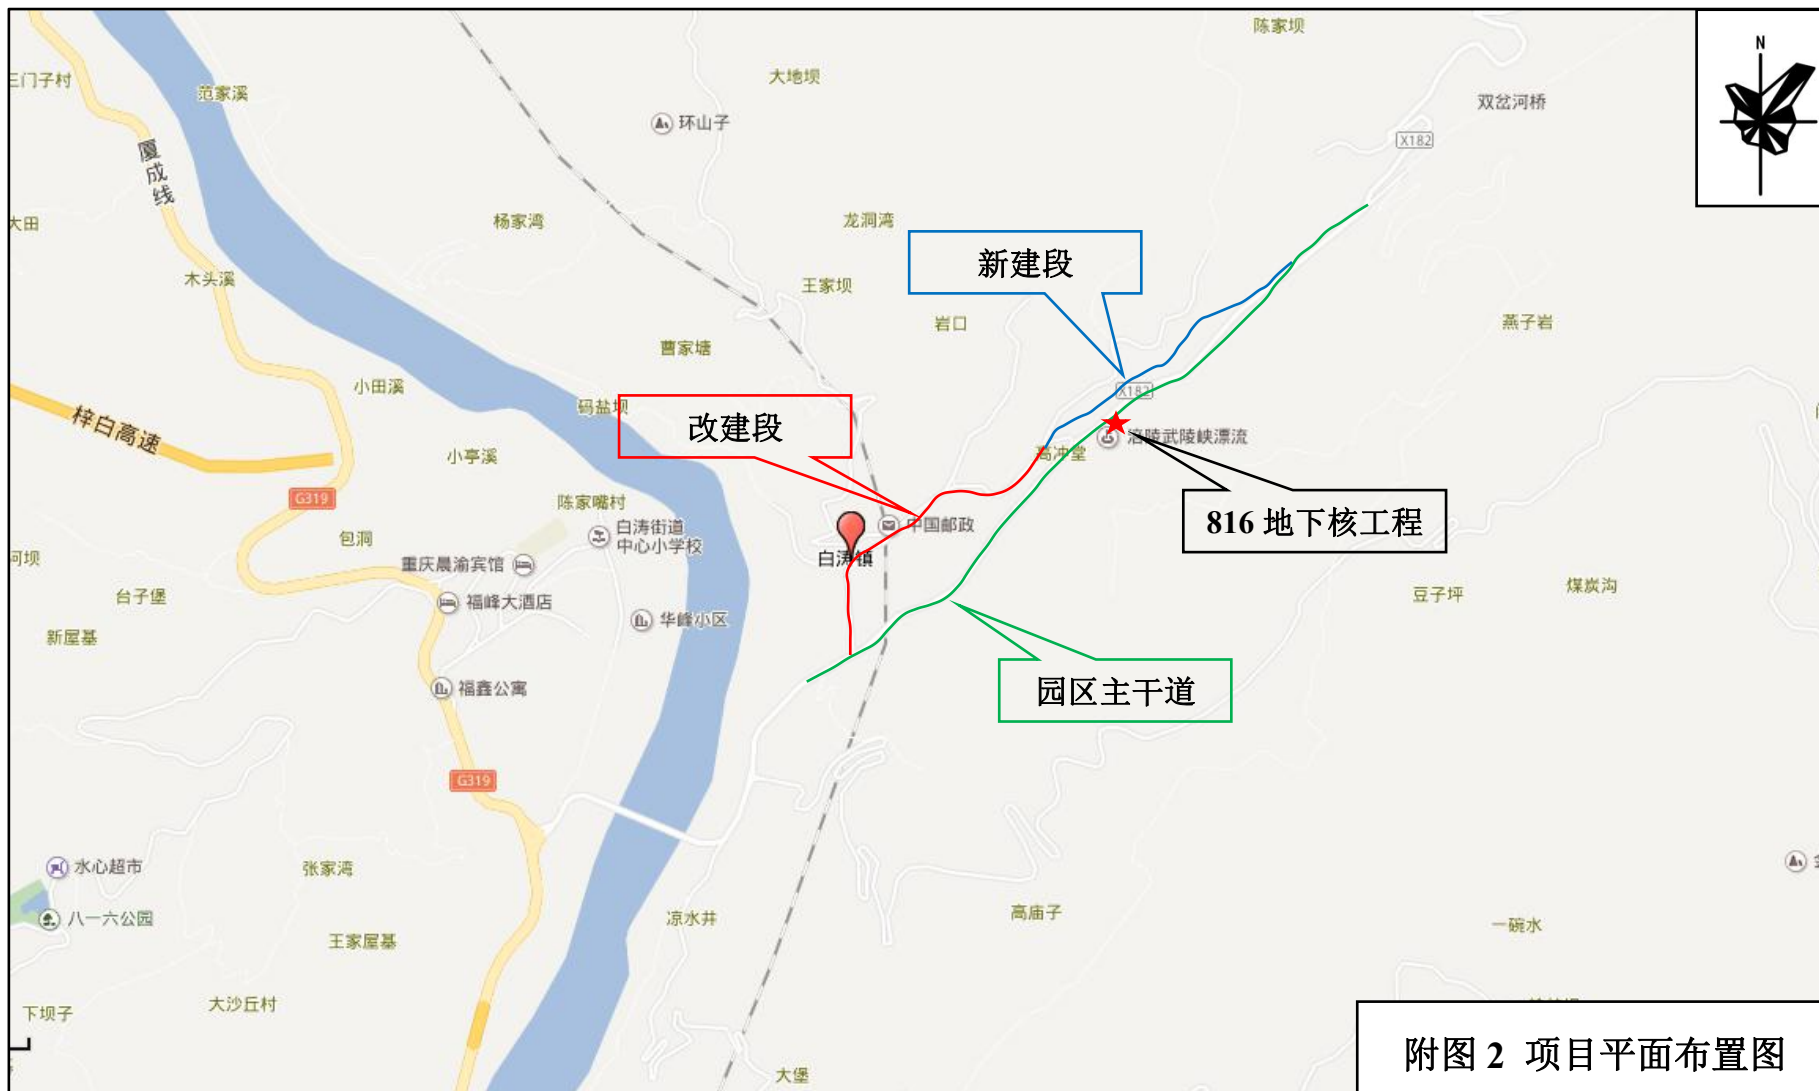 陈家坝
N
三门子村
大地坝
范家溪
双岔河桥
环山子
X182
厦成线
大田
杨家湾
龙洞湾
新建段
木头溪
王家坝
岩口
燕子岩
曹家塘
小田溪
X182
码盐坝
改建段
梓白高速
涪陵武陵峡漂流
小亭溪
高冲堂
G319
陈家嘴村
816 地下核工程
白涛街道
中心小学校
中国邮政
包洞
白涛镇
河坝
重庆晨渝宾馆
台子堡
福峰大酒店
豆子坪
煤炭沟
华峰小区
新屋基
福鑫公寓
园区主干道
G319
水心超市
张家湾
八一六公园
凉水井
高庙子
一碗水
王家屋基
大沙丘村
下坝子
附图 2 项目平面布置图
大堡